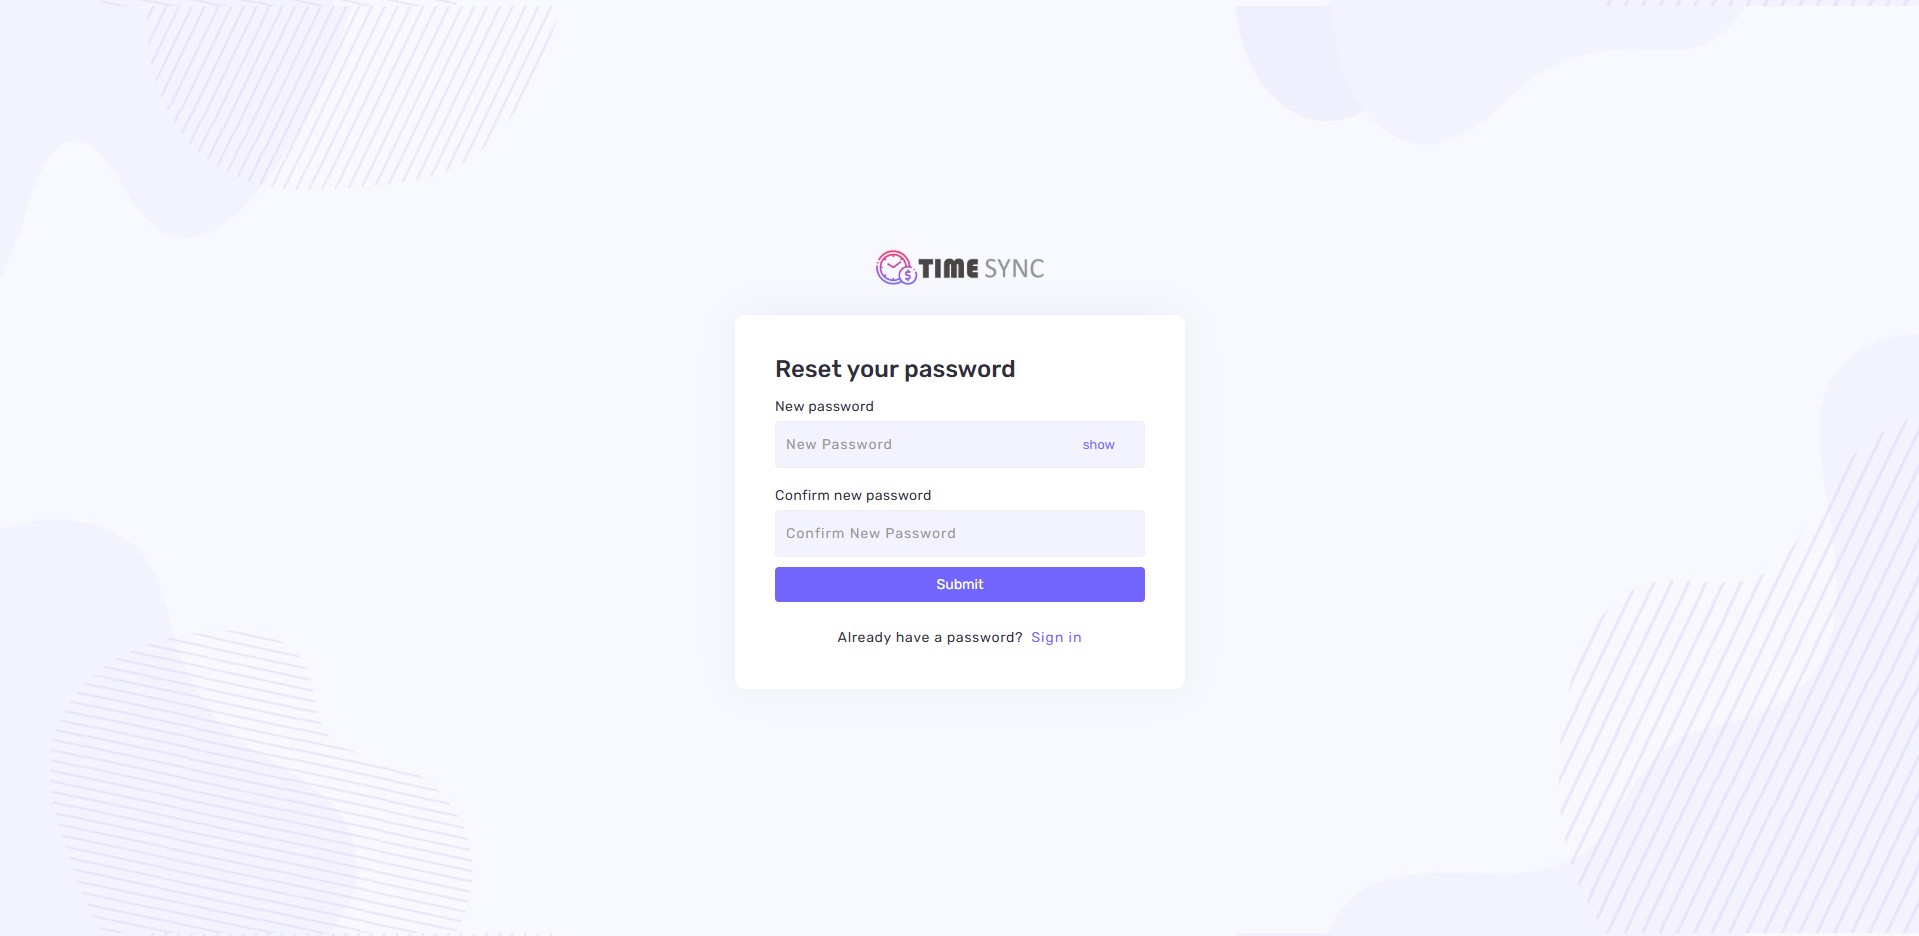 TIME SYNC
Reset your password
New password
New Password show
Confirm new password
Confirm New Password
Submit
Already have a password? Sign in